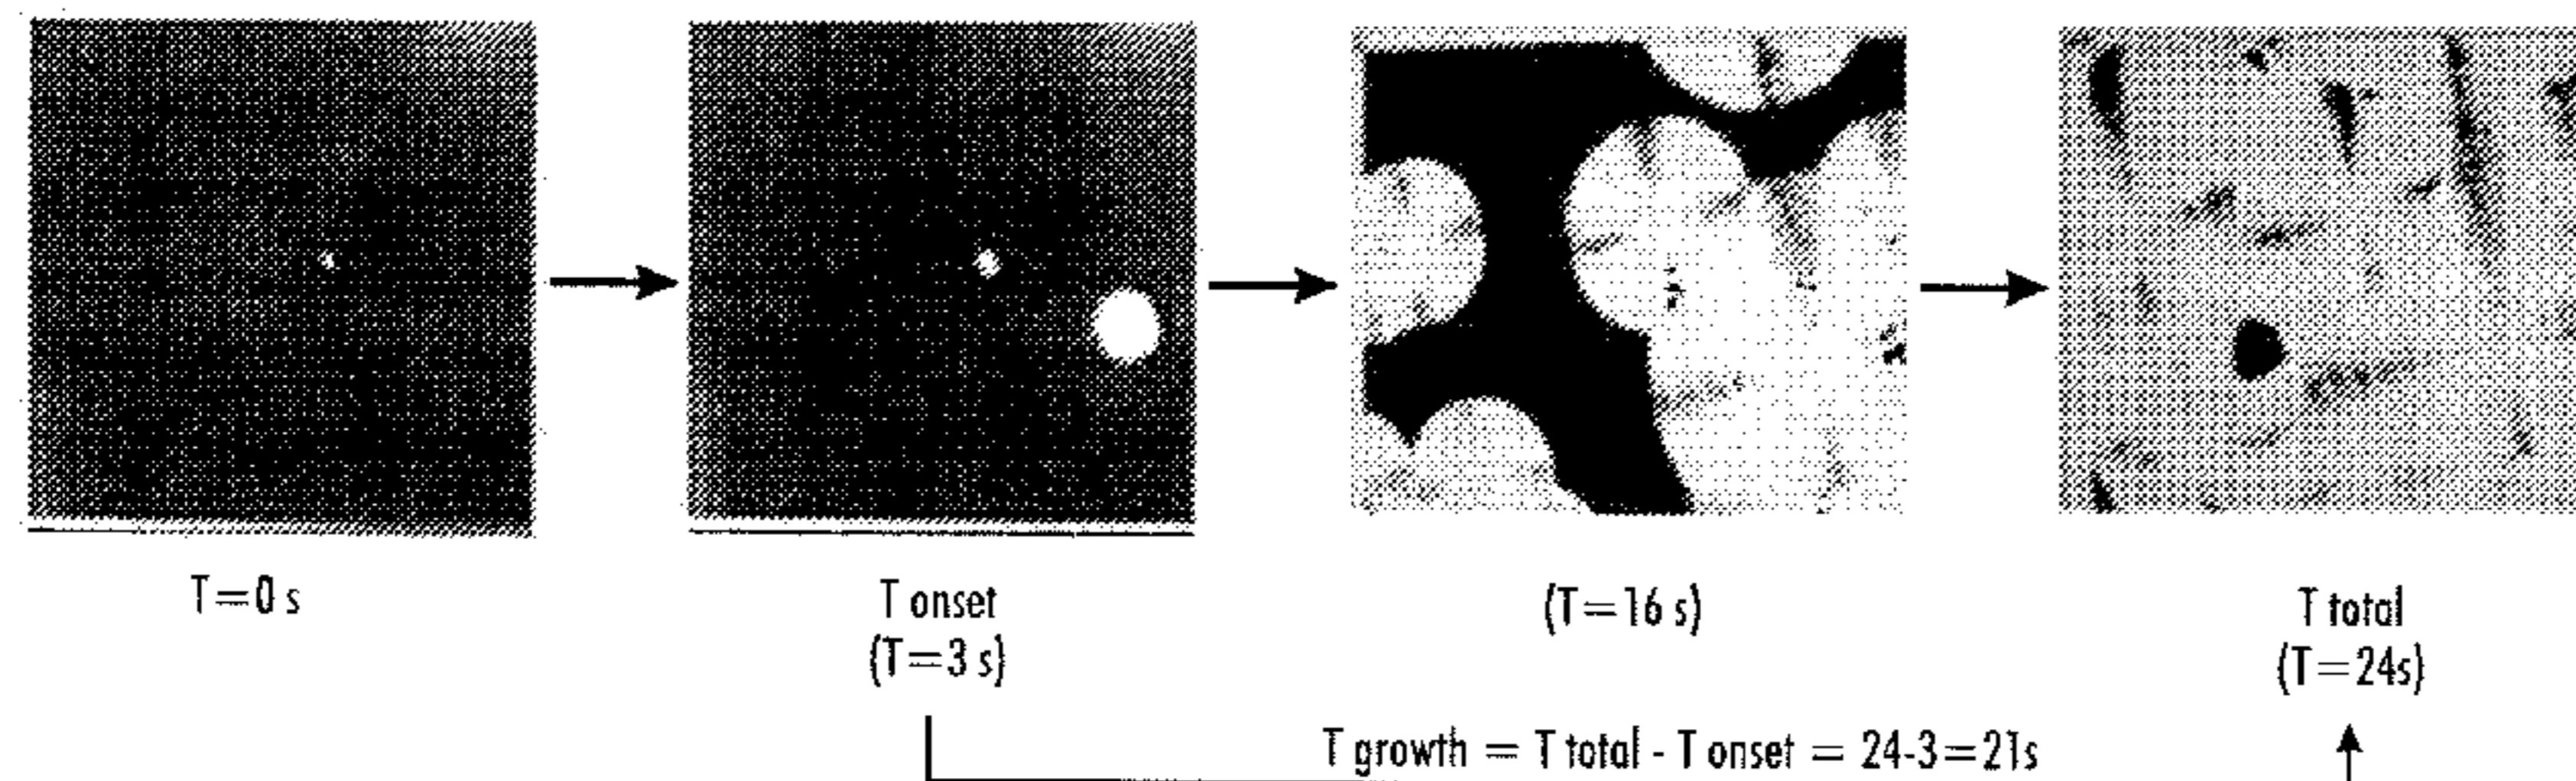 T=0 s
T onset
(T=3 s)
(T=16 s)
T total
(T=24s)
T growth = T total - T onset = 24-3=21s